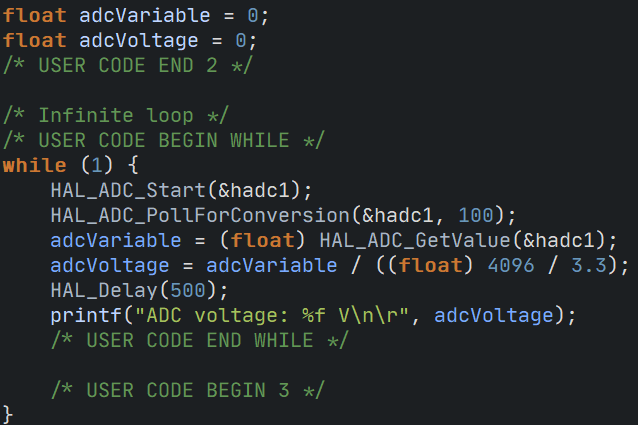 float adcVariable = 0;
float adcVoltage = 0;
/* USER CODE END 2 */

/* Infinite loop */
/* USER CODE BEGIN WHILE */
while (1) {
    HAL_ADC_Start(&hadc1);
    HAL_ADC_PollForConversion(&hadc1, 100);
    adcVariable = (float) HAL_ADC_GetValue(&hadc1);
    adcVoltage = adcVariable / ((float) 4096 / 3.3);
    HAL_Delay(500);
    printf("ADC voltage: %f V\n\r", adcVoltage);
    /* USER CODE END WHILE */

    /* USER CODE BEGIN 3 */
}